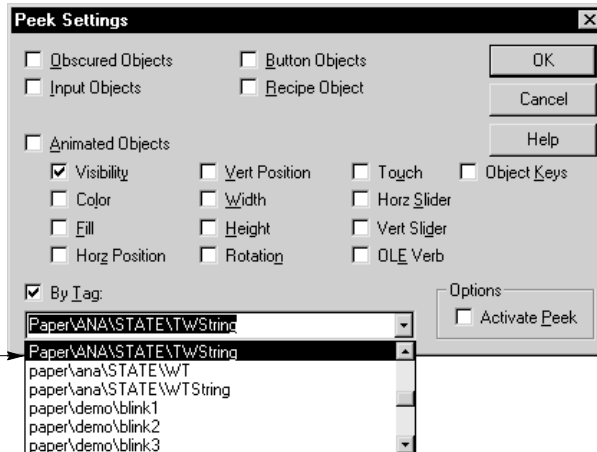 Peek Settings
Obscured Objects
Button Objects
OK
Input Objects
Recipe Object
Cancel
Animated Objects
Help
Visibility
Vert Position
Touch
Object Keys
Color
Width
Horz Slider
Fill
Height
Vert Slider
Horz Position
Rotation
OLE Verb
By Tag:
Options
Activate Peek
Paper\ANA\STATE\TWString
Paper\ANA\STATE\TWString
paper\ana\STATE\WT
paper\ana\STATE\WTString
paper\demo\blink1
paper\demo\blink2
paper\demo\blink3